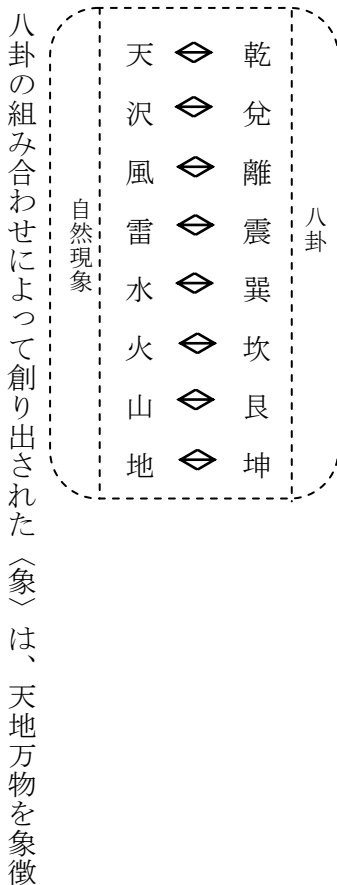 八卦
乾 兌 離 震 巽 坎 艮 坤
天 沢 風 雷 水 火 山 地
自然現象
八卦の組み合わせによって創り出された〈象〉は、天地万物を象徴